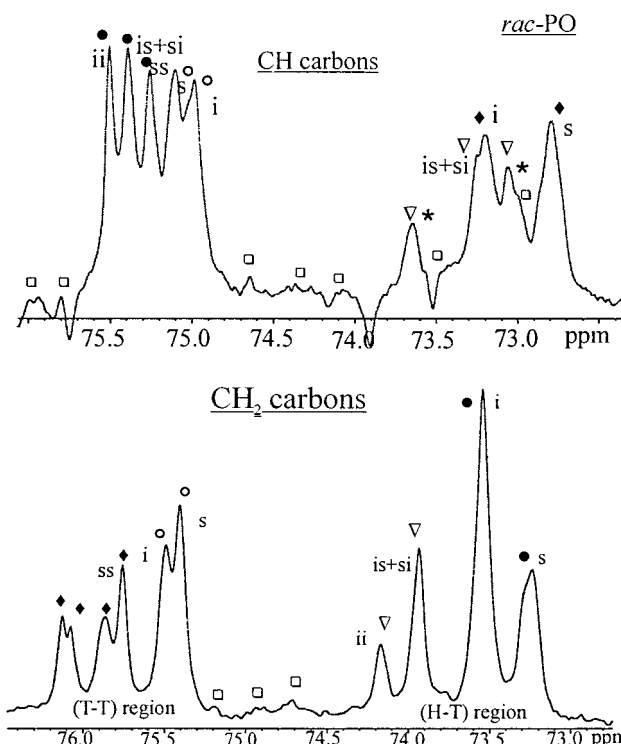 rac-PO
CH carbons
● ● is+si
ii ● ss ○ ○
s i
♦ i ♦ s
▽ ▽
is+si *
▽ * □
□ □ □ □ □ □
75.5 75.0 74.5 74.0 73.5 73.0 ppm
CH₂ carbons
● i
○ ○ s
▽
♦ ♦ ♦ ss ♦ i
is+si ● s
ii ▽
□ □ □
(T-T) region (H-T) region
76.0 75.5 75.0 74.5 74.0 73.5 73.0 ppm